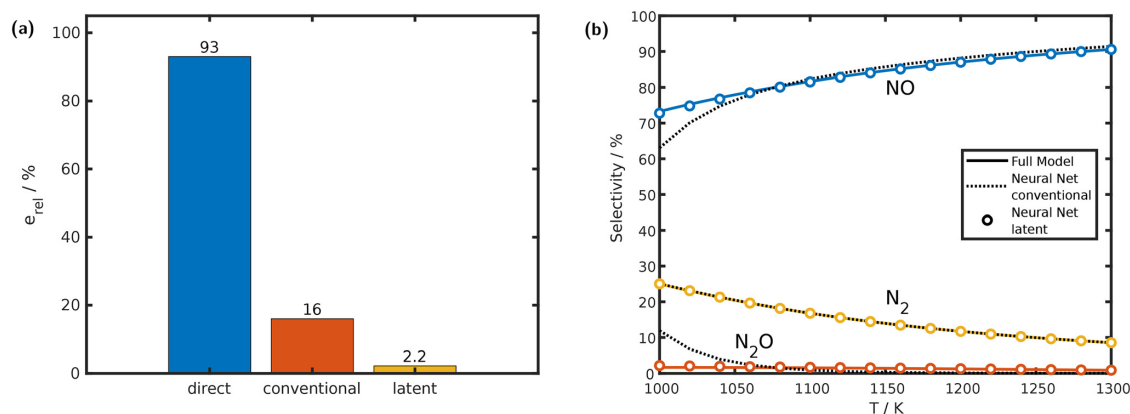 (a)
100
80
60
40
20
0
e_rel / %
93
16
2.2
direct
conventional
latent
(b)
100
90
80
70
60
50
40
30
20
10
0
Selectivity / %
NO
Full Model
Neural Net
conventional
Neural Net
latent
N₂
N₂O
1000
1050
1100
1150
1200
1250
1300
T / K